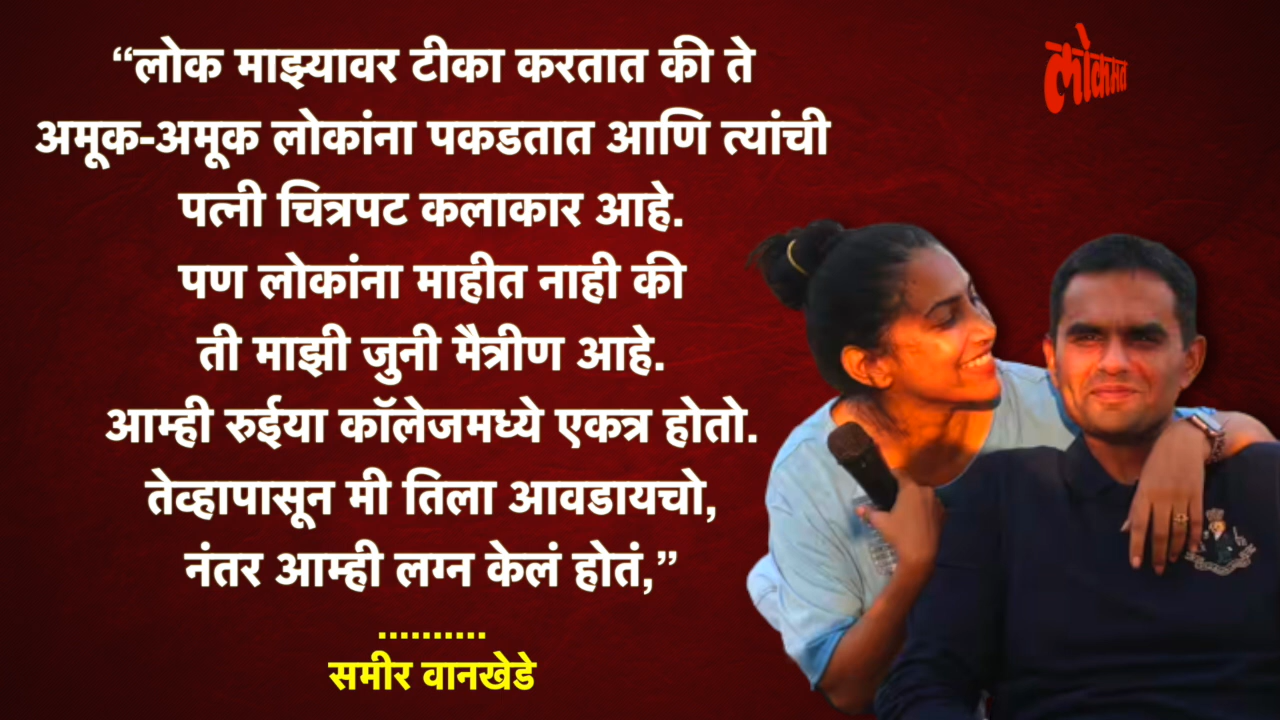 “लोक माझ्यावर टीका करतात की ते
अमूक-अमूक लोकांना पकडतात आणि त्यांची
पत्नी चित्रपट कलाकार आहे.
पण लोकांना माहीत नाही की
ती माझी जुनी मैत्रीण आहे.
आम्ही रुईया कॉलेजमध्ये एकत्र होतो.
तेव्हापासून मी तिला आवडायचो,
नंतर आम्ही लग्न केलं होतं,”
..........
समीर वानखेडे
लोकमत